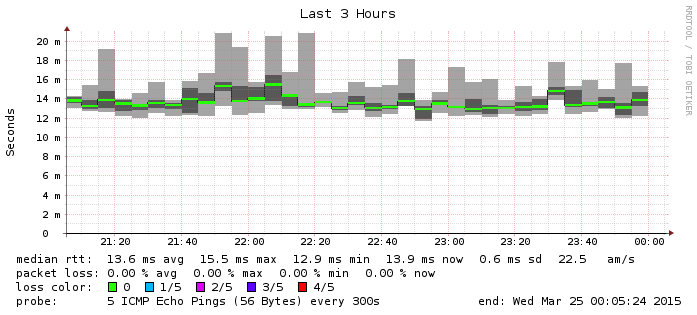 Last 3 Hours
RRDTOOL / TOBI OETIKER
Seconds
20 m
18 m
16 m
14 m
12 m
10 m
8 m
6 m
4 m
2 m
0
21:20 21:40 22:00 22:20 22:40 23:00 23:20 23:40 00:00
median rtt: 13.6 ms avg 15.5 ms max 12.9 ms min 13.9 ms now 0.6 ms sd 22.5 am/s
packet loss: 0.00 % avg 0.00 % max 0.00 % min 0.00 % now
loss color: 0 1/5 2/5 3/5 4/5
probe: 5 ICMP Echo Pings (56 Bytes) every 300s end: Wed Mar 25 00:05:24 2015